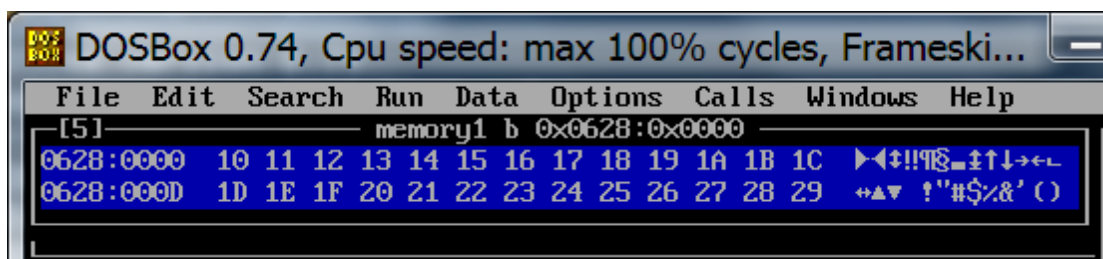 DOS BOX DOSBox 0.74, Cpu speed: max 100% cycles, Frameski...
File Edit Search Run Data Options Calls Windows Help
[5] memory1 b 0x0628:0x0000
0628:0000 10 11 12 13 14 15 16 17 18 19 1A 1B 1C ►◄↕‼¶§▬↨↑↓→←∟
0628:000D 1D 1E 1F 20 21 22 23 24 25 26 27 28 29 ↔▲▼ !"#$%&'()